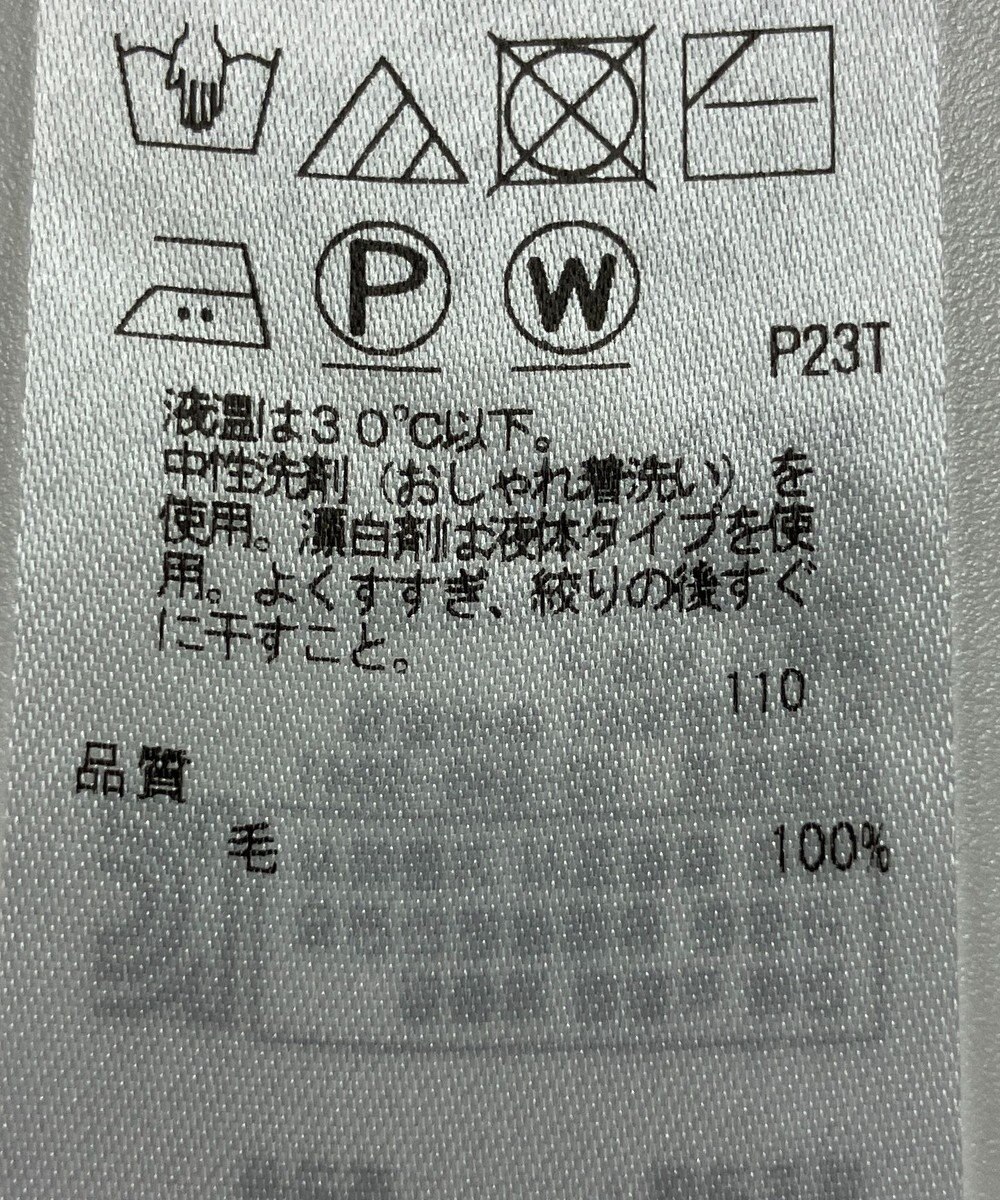 P
W
P23T
液温は30℃以下。
中性洗剤（おしゃれ着洗い）を
使用。漂白剤は液体タイプを使
用。よくすすぎ、絞りの後すぐ
に干すこと。
110
品質
毛 100%